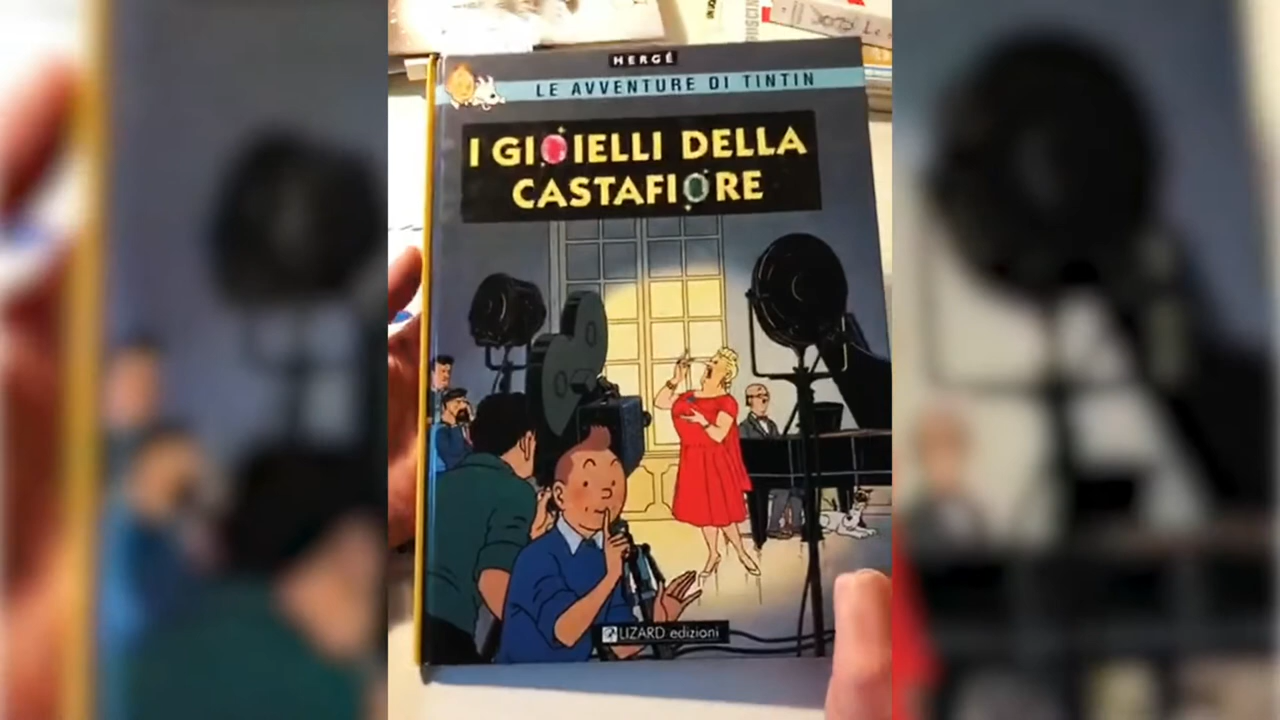 HERGÉ
LE AVVENTURE DI TINTIN
I GIOIELLI DELLA
CASTAFIORE
LIZARD edizioni